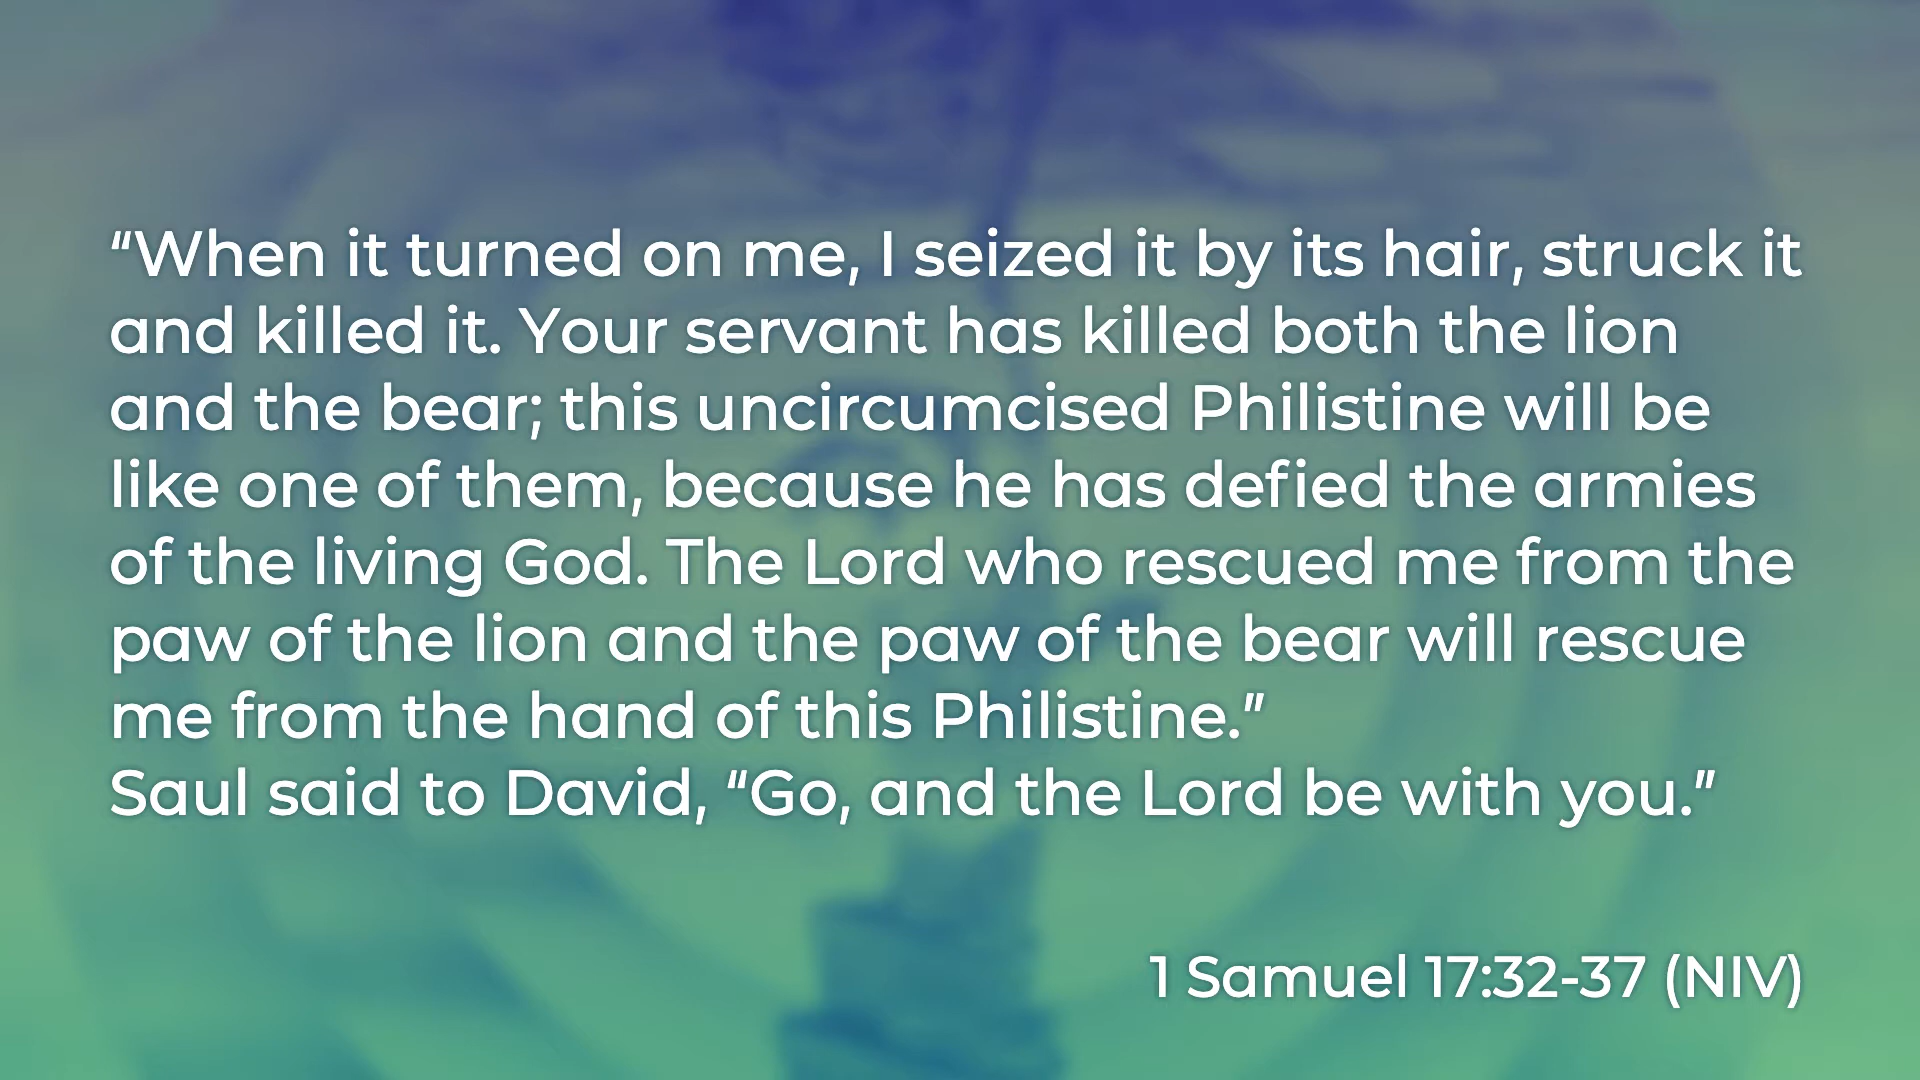 "When it turned on me, I seized it by its hair, struck it
and killed it. Your servant has killed both the lion
and the bear; this uncircumcised Philistine will be
like one of them, because he has defied the armies
of the living God. The Lord who rescued me from the
paw of the lion and the paw of the bear will rescue
me from the hand of this Philistine."
Saul said to David, "Go, and the Lord be with you."
1 Samuel 17:32-37 (NIV)